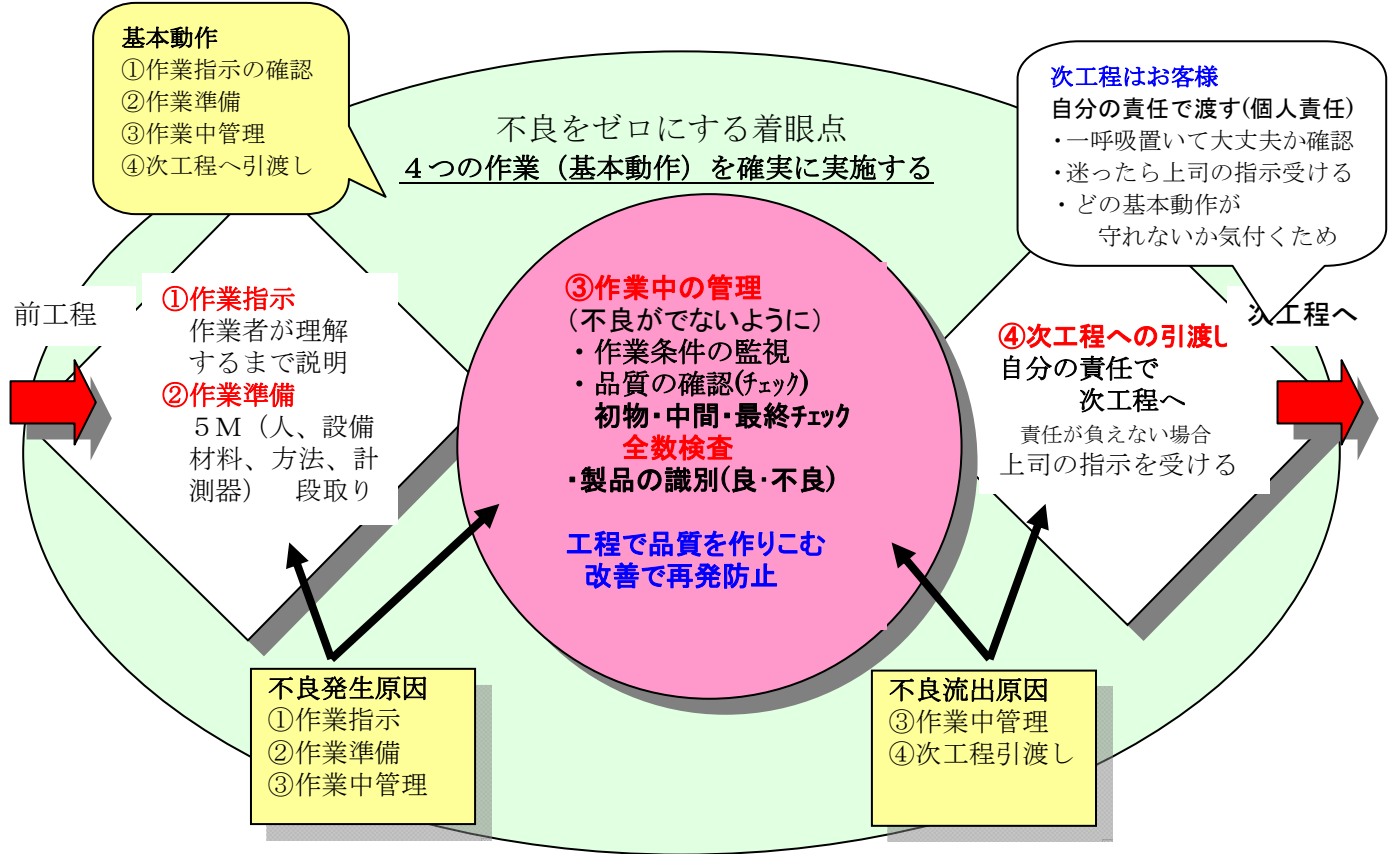 基本動作
①作業指示の確認
②作業準備
③作業中管理
④次工程へ引渡し
不良をゼロにする着眼点
４つの作業（基本動作）を確実に実施する
次工程はお客様
自分の責任で渡す(個人責任)
・一呼吸置いて大丈夫か確認
・迷ったら上司の指示受ける
・どの基本動作が
守れないか気付くため
前工程
①作業指示
作業者が理解
するまで説明
②作業準備
５Ｍ（人、設備
材料、方法、計
測器）　段取り
③作業中の管理
（不良がでないように）
・作業条件の監視
・品質の確認(ﾁｪｯｸ)
初物・中間・最終ﾁｪｯｸ
全数検査
・製品の識別(良・不良)
工程で品質を作りこむ
改善で再発防止
次工程へ
④次工程への引渡し
自分の責任で
次工程へ
責任が負えない場合
上司の指示を受ける
不良発生原因
①作業指示
②作業準備
③作業中管理
不良流出原因
③作業中管理
④次工程引渡し